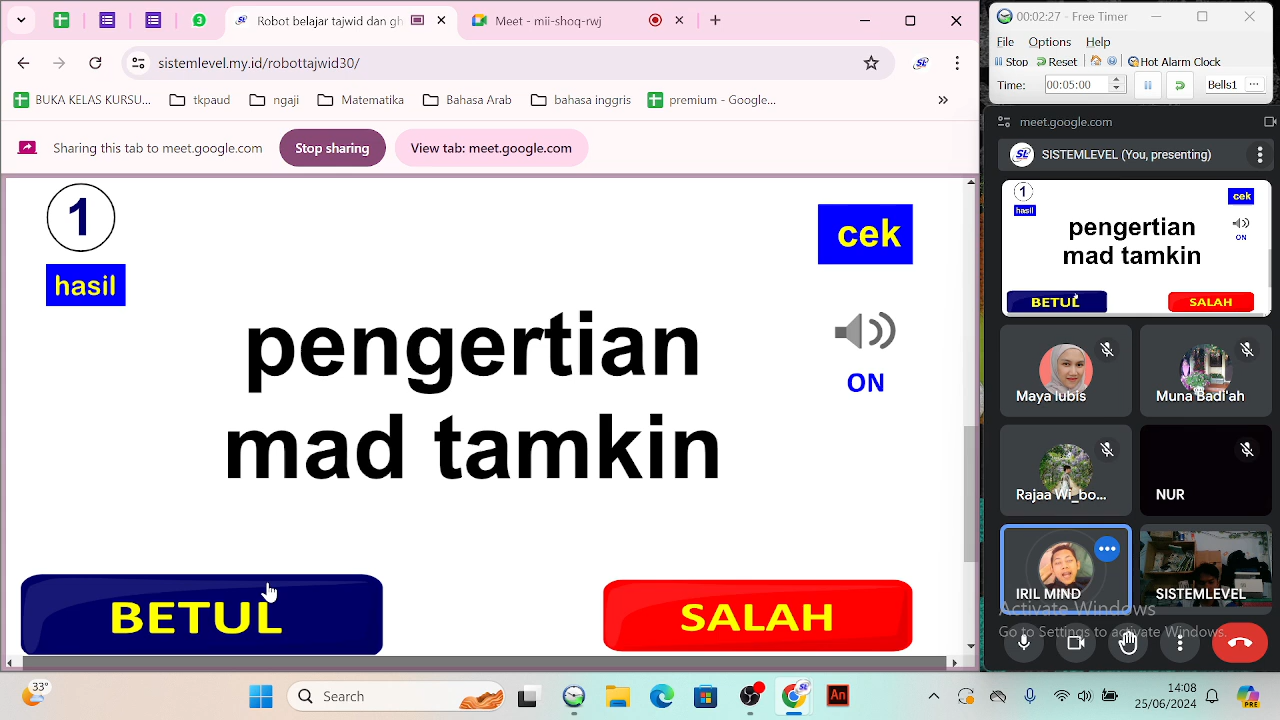 3
Robot belajar tajwid dan gh
Meet - mii-shoq-rwj
sistemlevel.my.id/robottajwid30/
BUKA KELAS KURSU...
tkpaud
ngaji
Matematika
Bahasa Arab
bahasa inggris
premium - Google...
Sharing this tab to meet.google.com
Stop sharing
View tab: meet.google.com
1
cek
hasil
pengertian
mad tamkin
ON
BETUL
SALAH
00:02:27 - Free Timer
File Options Help
Stop Reset Hot Alarm Clock
Time: 00:05:00 Bells1 ...
meet.google.com
SISTEMLEVEL (You, presenting)
1
cek
hasil
pengertian
mad tamkin
ON
BETUL
SALAH
Maya lubis
Muna Badi'ah
Rajaa Wi_bo...
NUR
IRIL MIND
SISTEMLEVEL
Activate Windows
Go to Settings to activate Windows.
33°
Search
An
14:08
25/06/2024
PRE